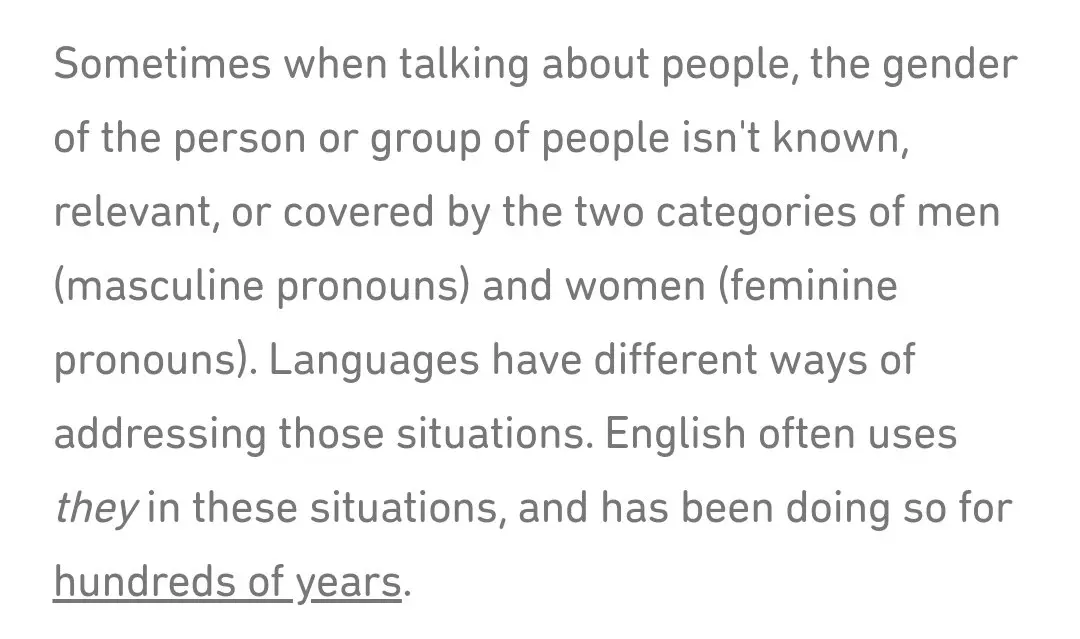 Sometimes when talking about people, the gender
of the person or group of people isn't known,
relevant, or covered by the two categories of men
(masculine pronouns) and women (feminine
pronouns). Languages have different ways of
addressing those situations. English often uses
they in these situations, and has been doing so for
hundreds of years.